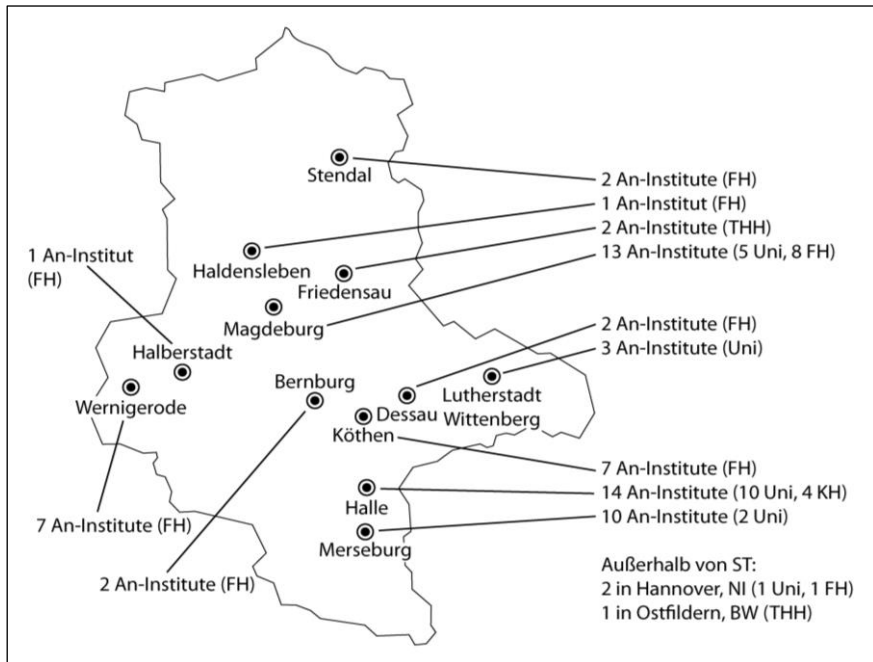 Stendal
2 An-Institute (FH)
1 An-Institut (FH)
2 An-Institute (THH)
13 An-Institute (5 Uni, 8 FH)
Haldensleben
Friedensau
Magdeburg
1 An-Institut
(FH)
Halberstadt
Wernigerode
Bernburg
Dessau
Köthen
Lutherstadt
Wittenberg
2 An-Institute (FH)
3 An-Institute (Uni)
7 An-Institute (FH)
14 An-Institute (10 Uni, 4 KH)
10 An-Institute (2 Uni)
Halle
Merseburg
7 An-Institute (FH)
2 An-Institute (FH)
Außerhalb von ST:
2 in Hannover, NI (1 Uni, 1 FH)
1 in Ostfildern, BW (THH)